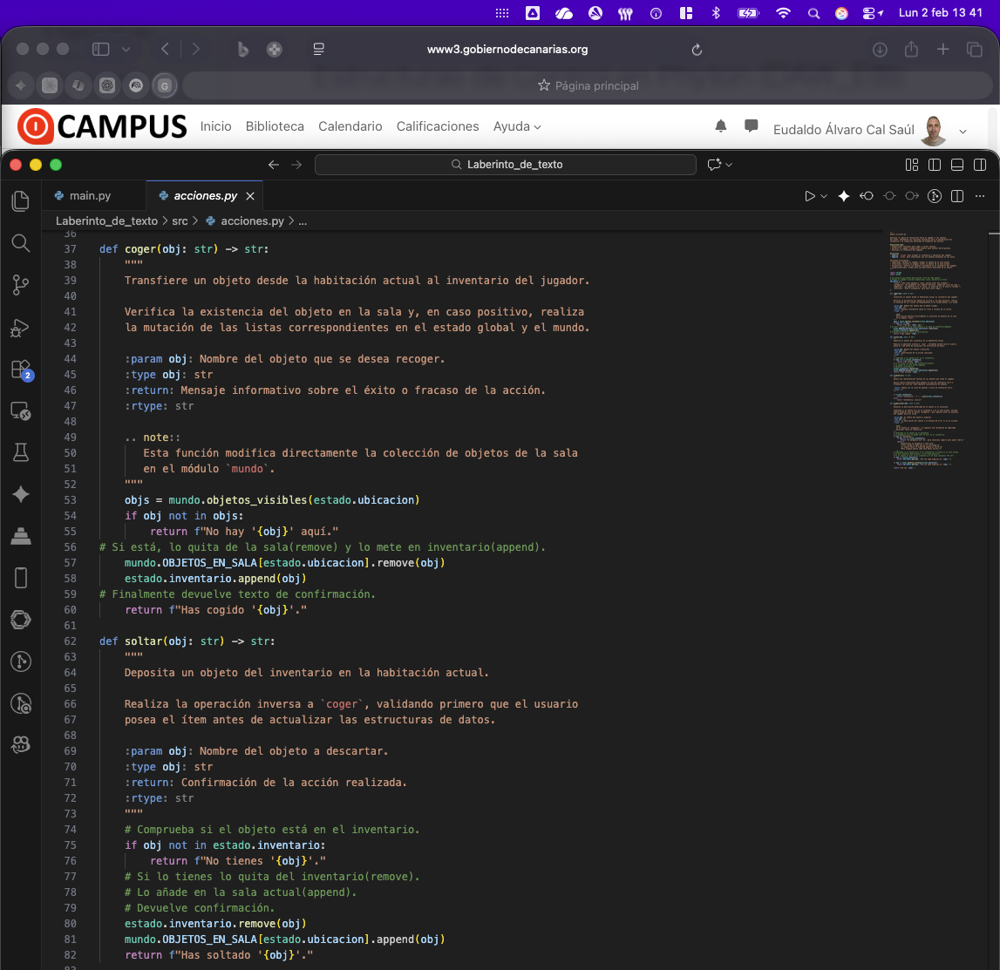 Lun 2 feb 13 41
www3.gobiernodecanarias.org
G
Página principal
CAMPUS
Inicio
Biblioteca
Calendario
Calificaciones
Ayuda
Eudaldo Álvaro Cal Saúl
Laberinto_de_texto
main.py
acciones.py
Laberinto_de_texto > src > acciones.py > ...
36
37 def coger(obj: str) -> str:
38 """
39 Transfiere un objeto desde la habitación actual al inventario del jugador.
40
41 Verifica la existencia del objeto en la sala y, en caso positivo, realiza
42 la mutación de las listas correspondientes en el estado global y el mundo.
43
44 :param obj: Nombre del objeto que se desea recoger.
45 :type obj: str
46 :return: Mensaje informativo sobre el éxito o fracaso de la acción.
47 :rtype: str
48
49 .. note::
50 Esta función modifica directamente la colección de objetos de la sala
51 en el módulo `mundo`.
52 """
53 objs = mundo.objetos_visibles(estado.ubicacion)
54 if obj not in objs:
55 return f"No hay '{obj}' aquí."
56 # Si está, lo quita de la sala(remove) y lo mete en inventario(append).
57 mundo.OBJETOS_EN_SALA[estado.ubicacion].remove(obj)
58 estado.inventario.append(obj)
59 # Finalmente devuelve texto de confirmación.
60 return f"Has cogido '{obj}'."
61
62 def soltar(obj: str) -> str:
63 """
64 Deposita un objeto del inventario en la habitación actual.
65
66 Realiza la operación inversa a `coger`, validando primero que el usuario
67 posea el ítem antes de actualizar las estructuras de datos.
68
69 :param obj: Nombre del objeto a descartar.
70 :type obj: str
71 :return: Confirmación de la acción realizada.
72 :rtype: str
73 """
74 # Comprueba si el objeto está en el inventario.
75 if obj not in estado.inventario:
76 return f"No tienes '{obj}'."
77 # Si lo tienes lo quita del inventario(remove).
78 # Lo añade en la sala actual(append).
79 # Devuelve confirmación.
80 estado.inventario.remove(obj)
81 mundo.OBJETOS_EN_SALA[estado.ubicacion].append(obj)
82 return f"Has soltado '{obj}'."
83
2